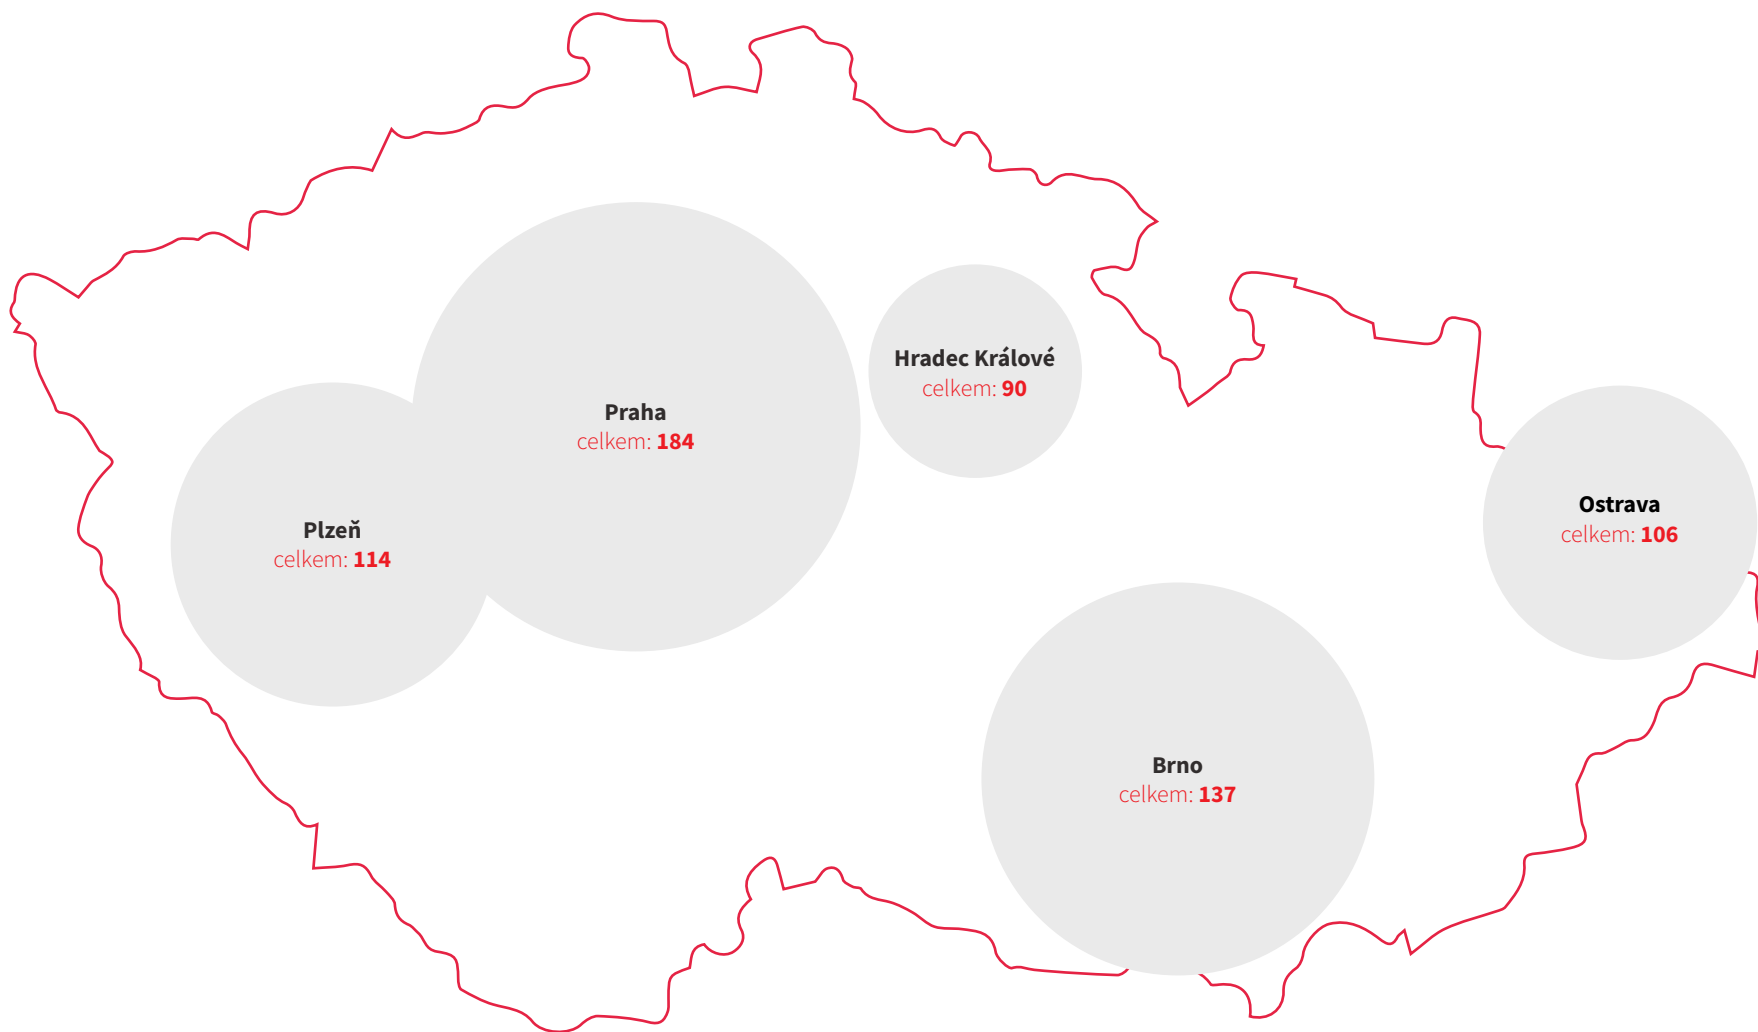 Hradec Králové
celkem: 90
Praha
celkem: 184
Ostrava
celkem: 106
Plzeň
celkem: 114
Brno
celkem: 137